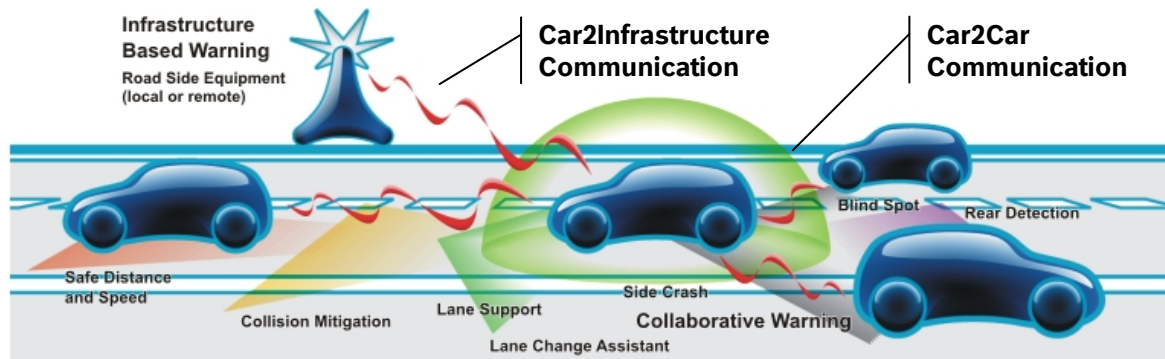 Infrastructure
Based Warning
Road Side Equipment
(local or remote)
Car2Infrastructure
Communication
Car2Car
Communication
Blind Spot
Rear Detection
Safe Distance
and Speed
Collision Mitigation
Lane Support
Side Crash
Collaborative Warning
Lane Change Assistant